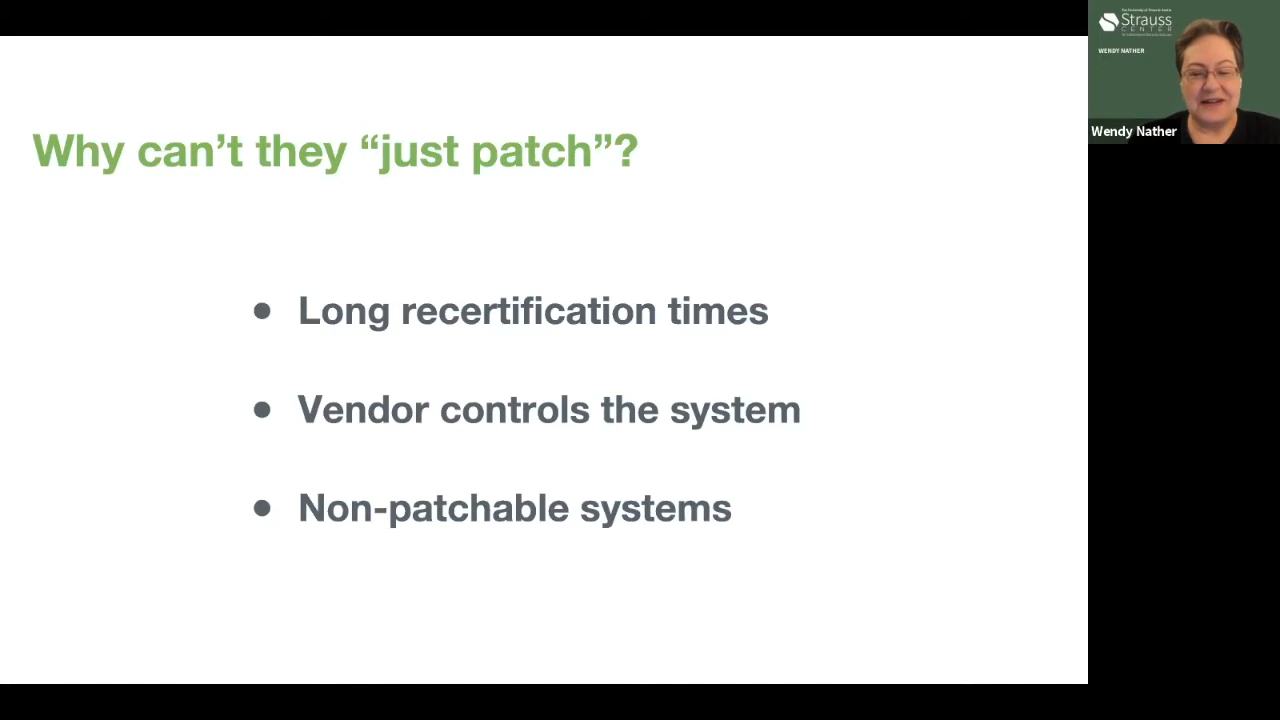 Why can’t they “just patch”?
● Long recertification times
● Vendor controls the system
● Non-patchable systems
Strauss
CENTER
WENDY NATHER
Wendy Nather